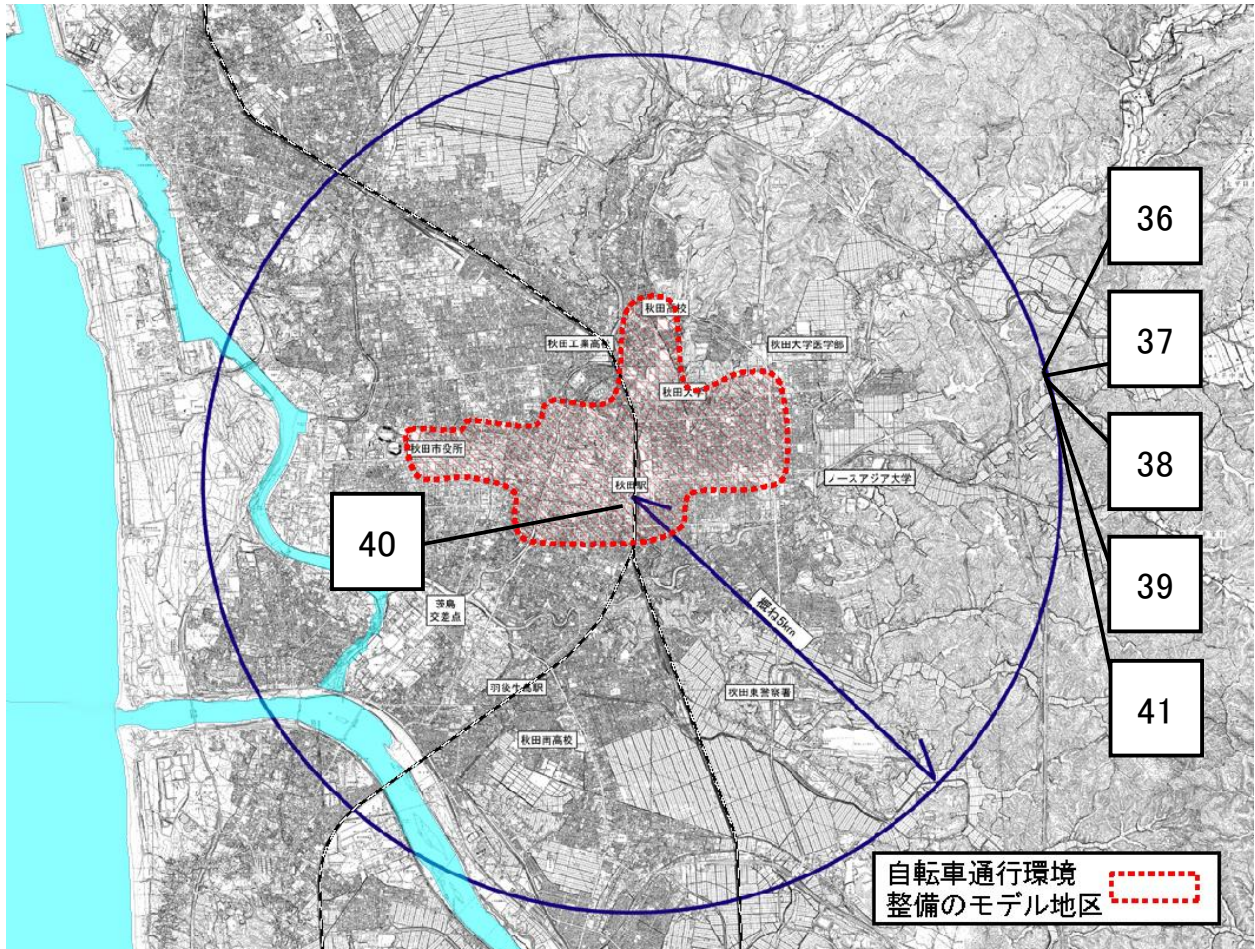 36
37
38
39
41
40
秋田高校
秋田工業高校
秋田大学医学部
秋田大学
秋田市役所
秋田駅
ノースアジア大学
茨島
交差点
概ね5km
羽後牛島駅
秋田東警察署
秋田南高校
自転車通行環境
整備のモデル地区